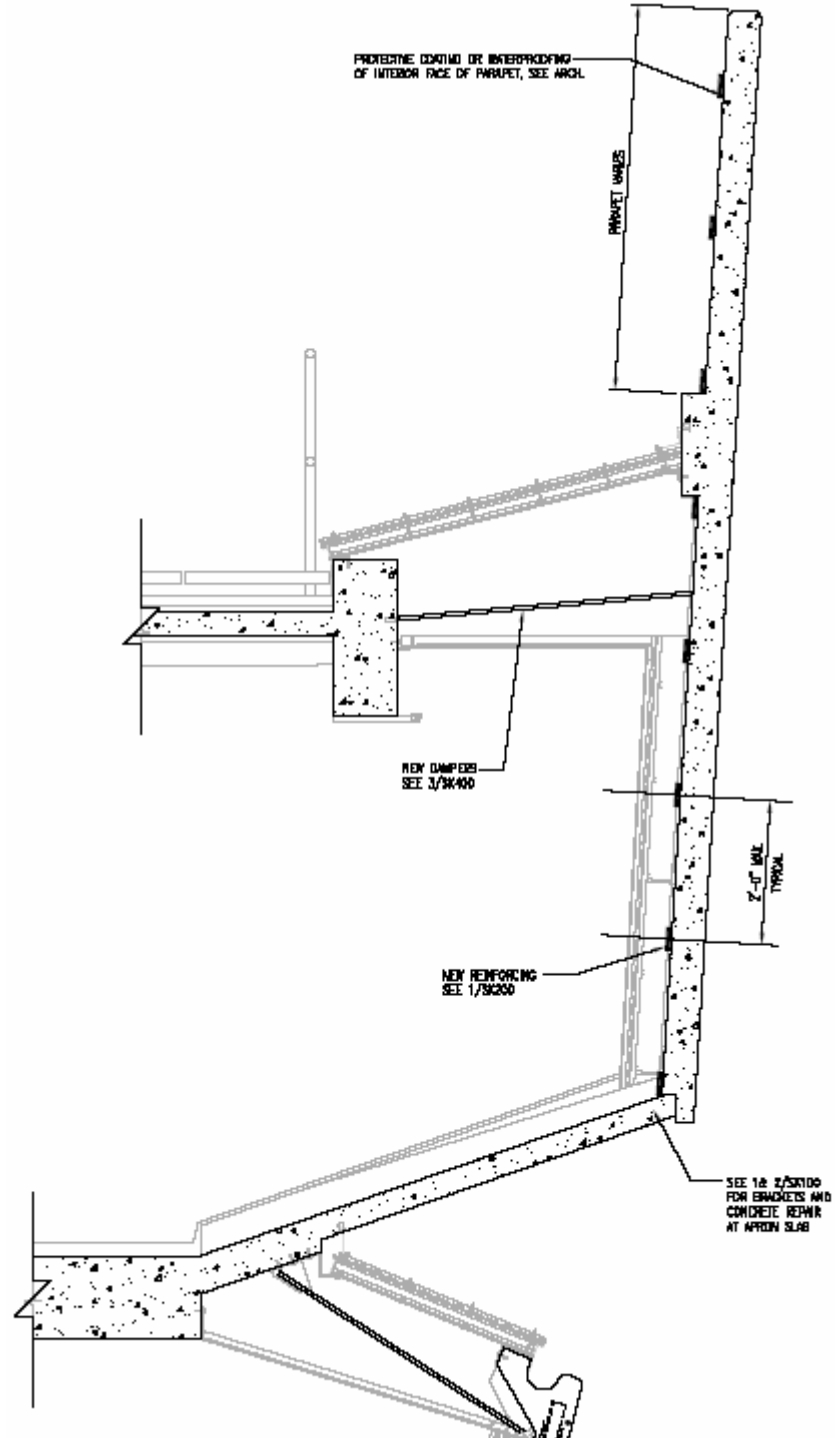 PROTECTIVE COATING OR WATERPROOFING
OF INTERIOR FACE OF PARAPET, SEE ARCH.
PARAPET VARIES
NEW DAMPERS
SEE 3/SK400
2'-0" MAX.
TYPICAL
NEW REINFORCING
SEE 1/SK200
SEE 1& 2/SK100
FOR BRACKETS AND
CONCRETE REPAIR
AT APRON SLAB